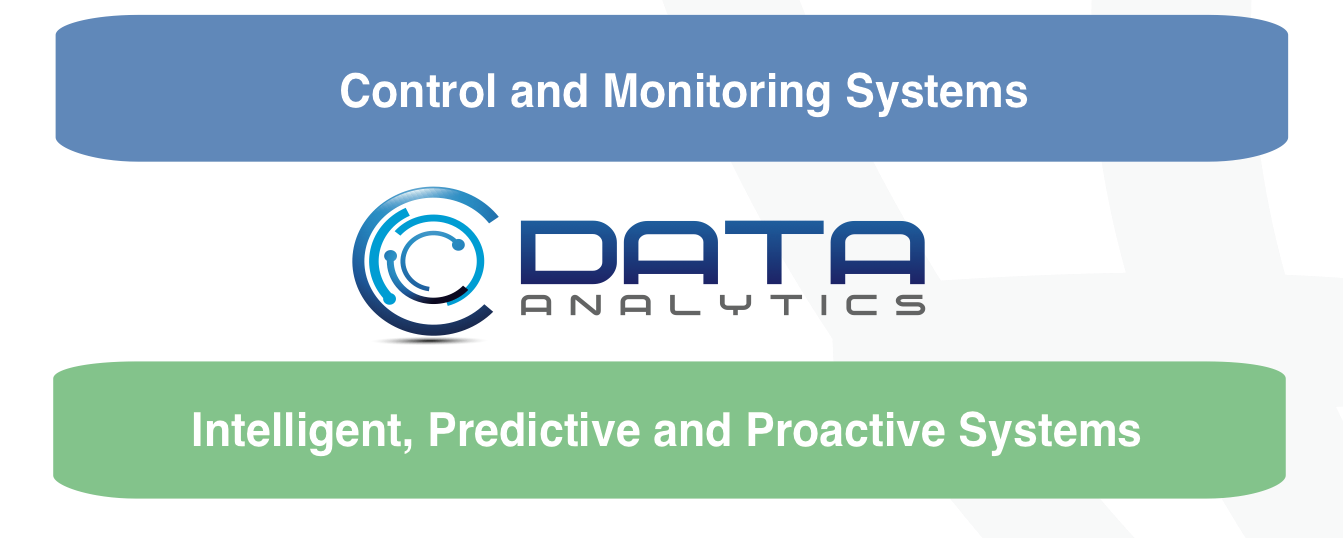 Control and Monitoring Systems
DATA
ANALYTICS
Intelligent, Predictive and Proactive Systems